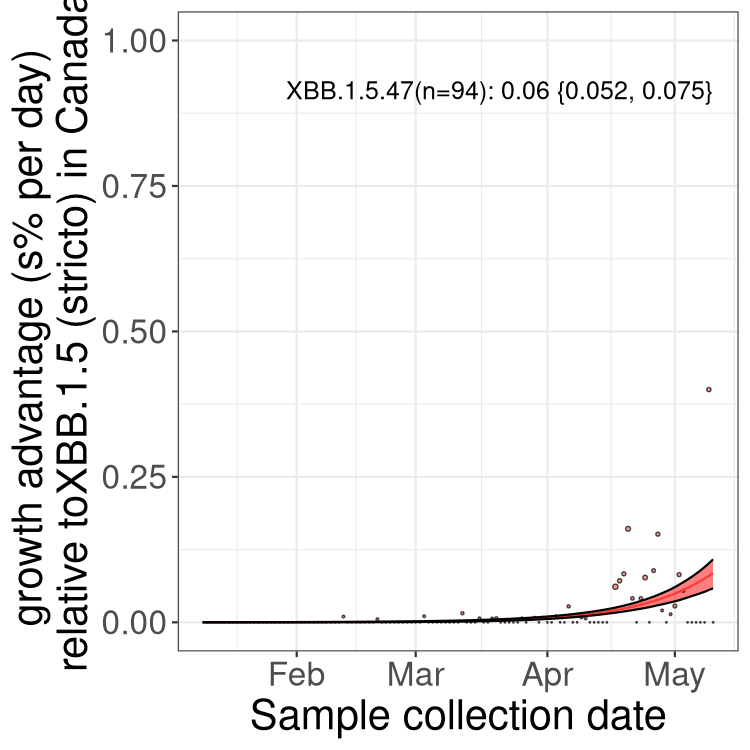 growth advantage (s% per day)
relative toXBB.1.5 (stricto) in Canada
1.00
0.75
0.50
0.25
0.00
XBB.1.5.47(n=94): 0.06 {0.052, 0.075}
Feb Mar Apr May
Sample collection date